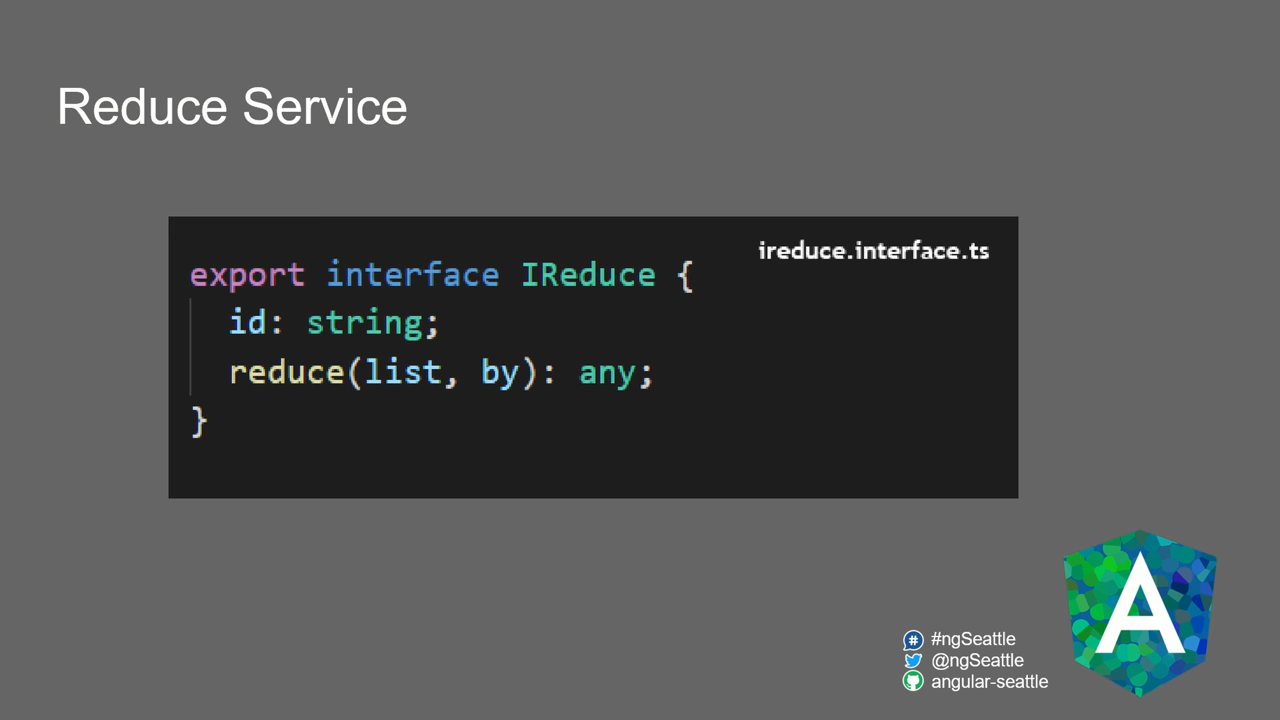 Reduce Service
ireduce.interface.ts
export interface IReduce {
  id: string;
  reduce(list, by): any;
}
#ngSeattle
@ngSeattle
angular-seattle
A